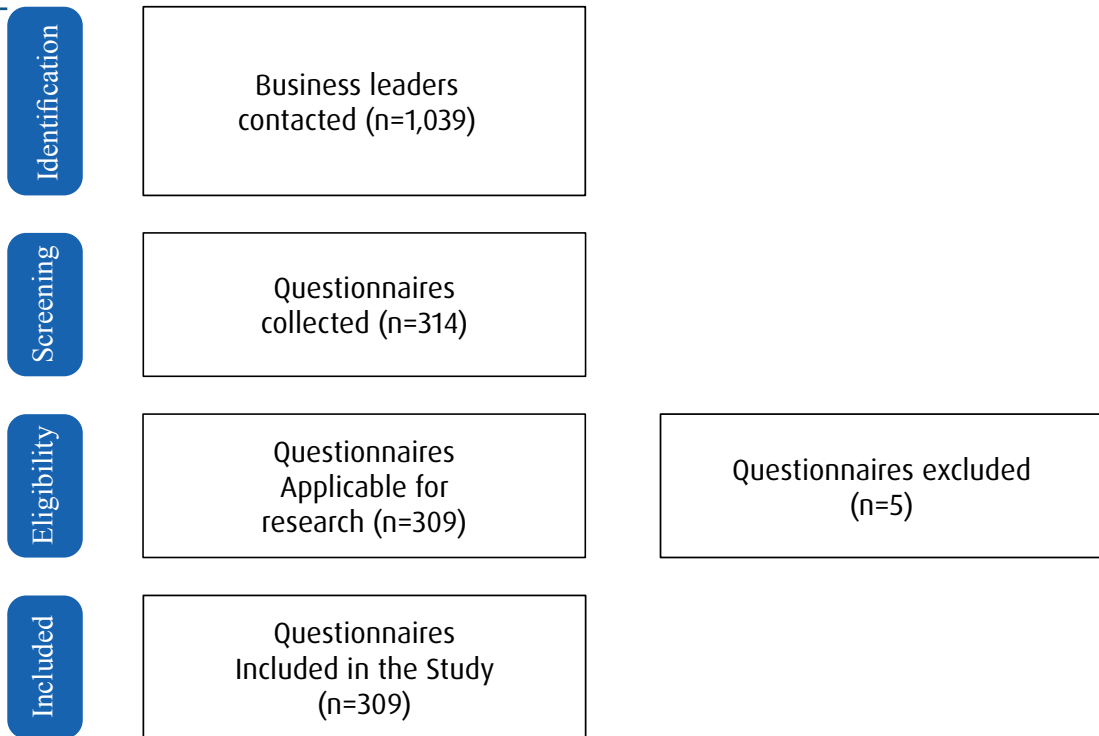 Identification
Business leaders
contacted (n=1,039)
Screening
Questionnaires
collected (n=314)
Eligibility
Questionnaires
Applicable for
research (n=309)
Questionnaires excluded
(n=5)
Included
Questionnaires
Included in the Study
(n=309)